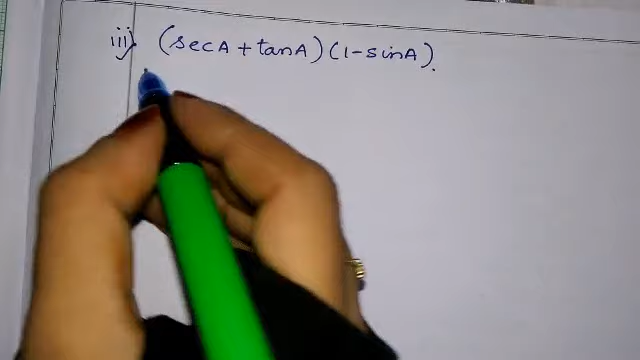 iii). (secA + tanA) (1 - sinA).